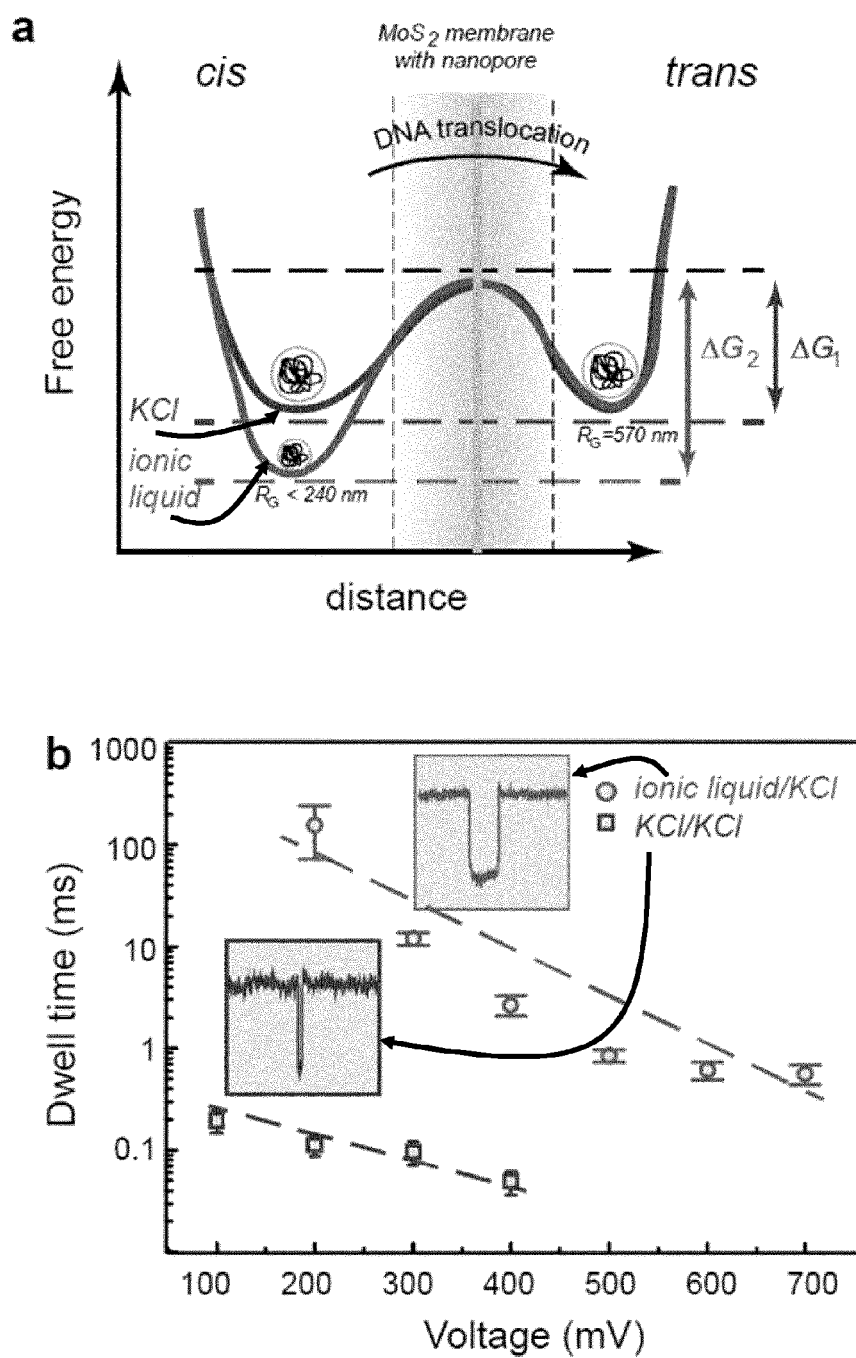 a
MoS2 membrane
with nanopore
cis
trans
DNA translocation
Free energy
ΔG2
ΔG1
KCl
ionic
liquid
RG < 240 nm
RG=570 nm
distance
b
1000
100
10
1
0.1
Dwell time (ms)
ionic liquid/KCl
KCl/KCl
100 200 300 400 500 600 700
Voltage (mV)